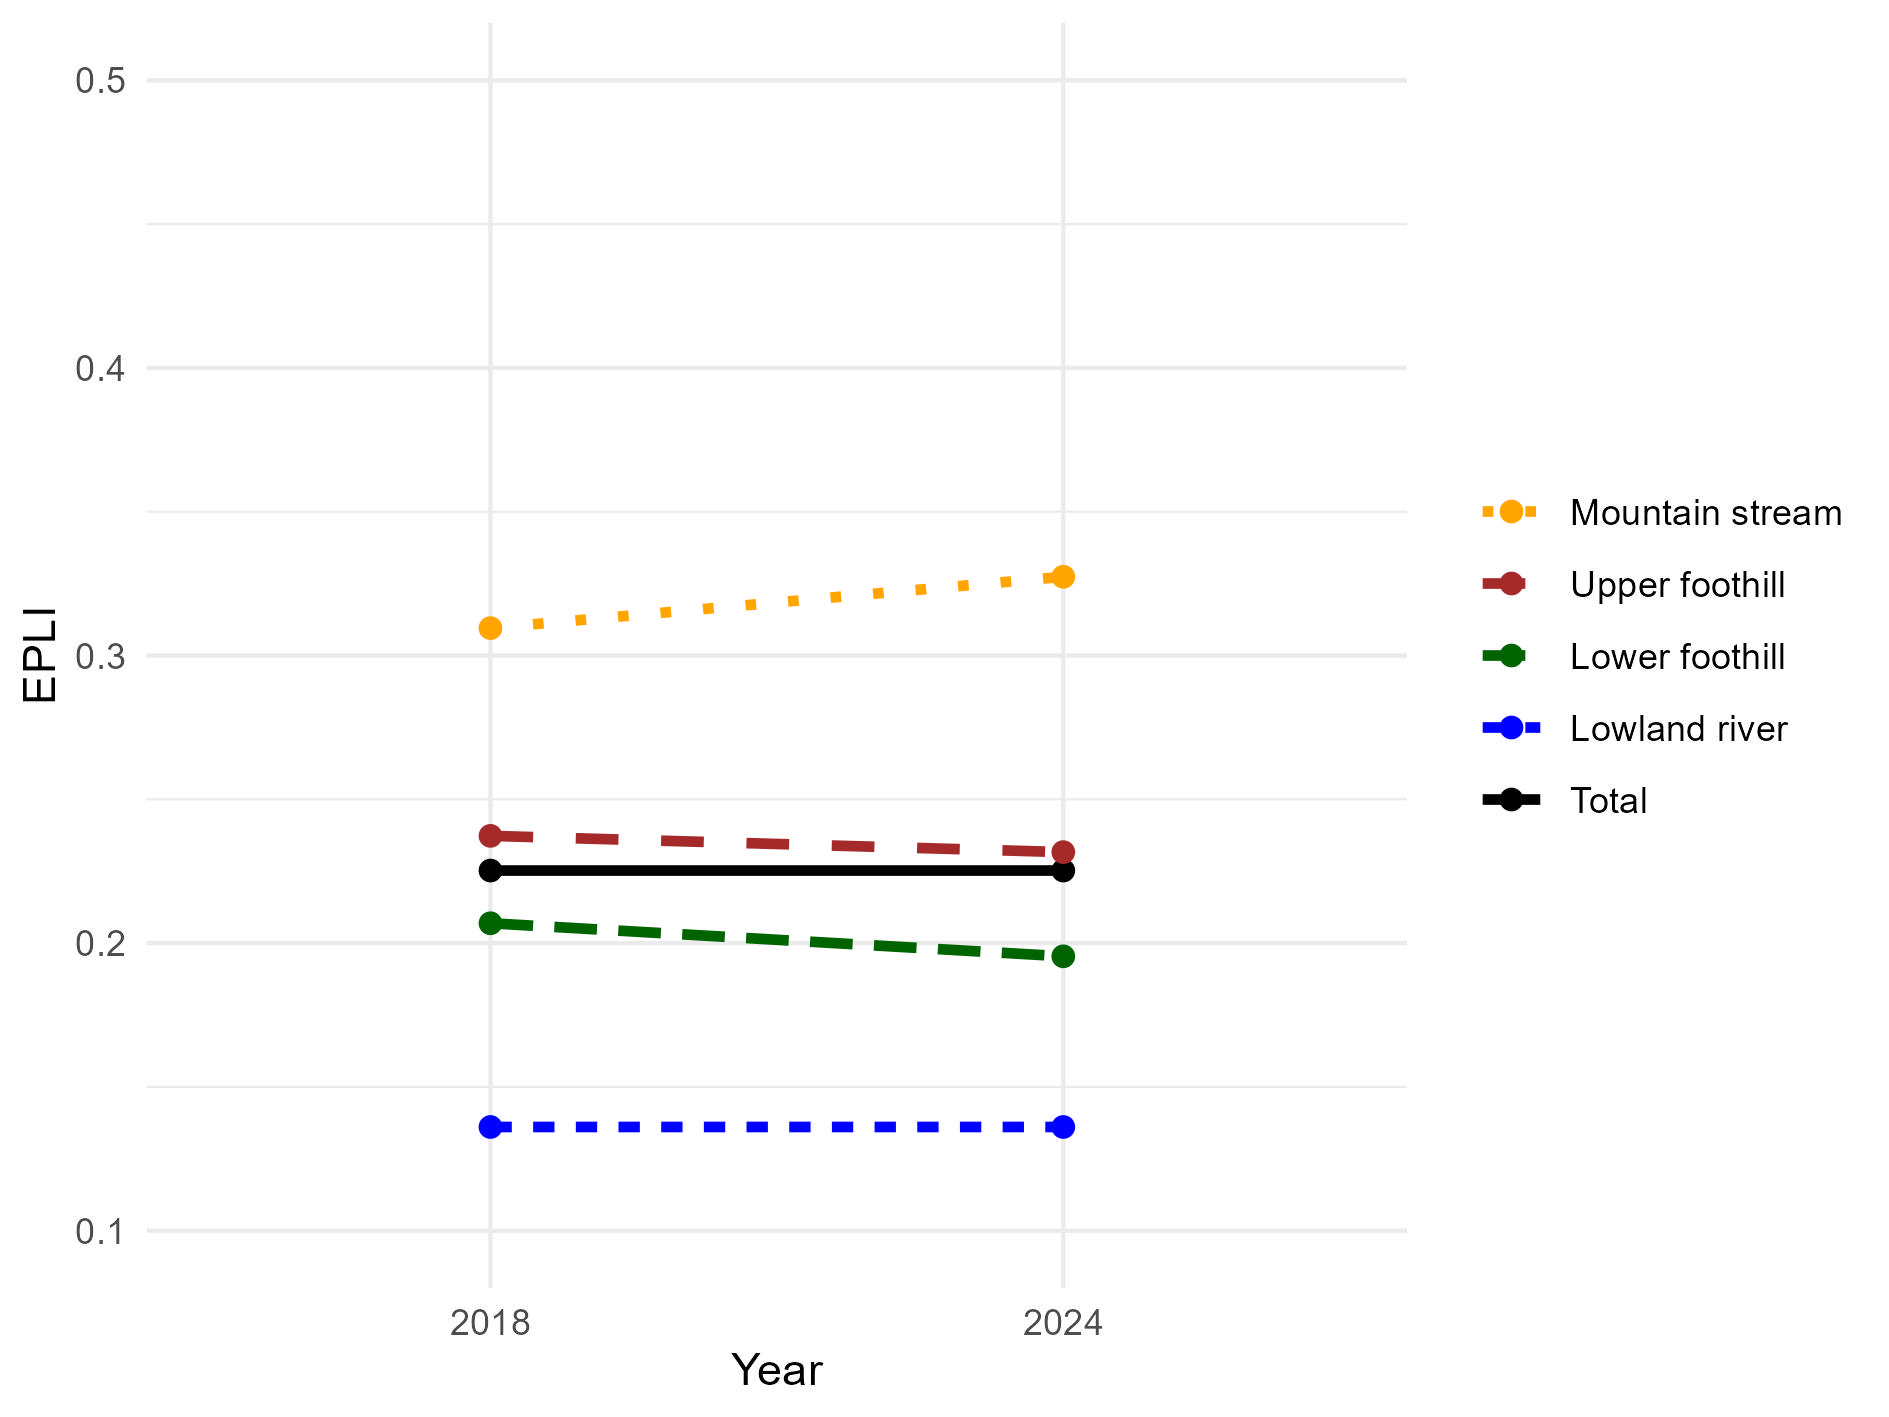 0.5
0.4
0.3
0.2
0.1
EPLI
2018
2024
Year
Mountain stream
Upper foothill
Lower foothill
Lowland river
Total